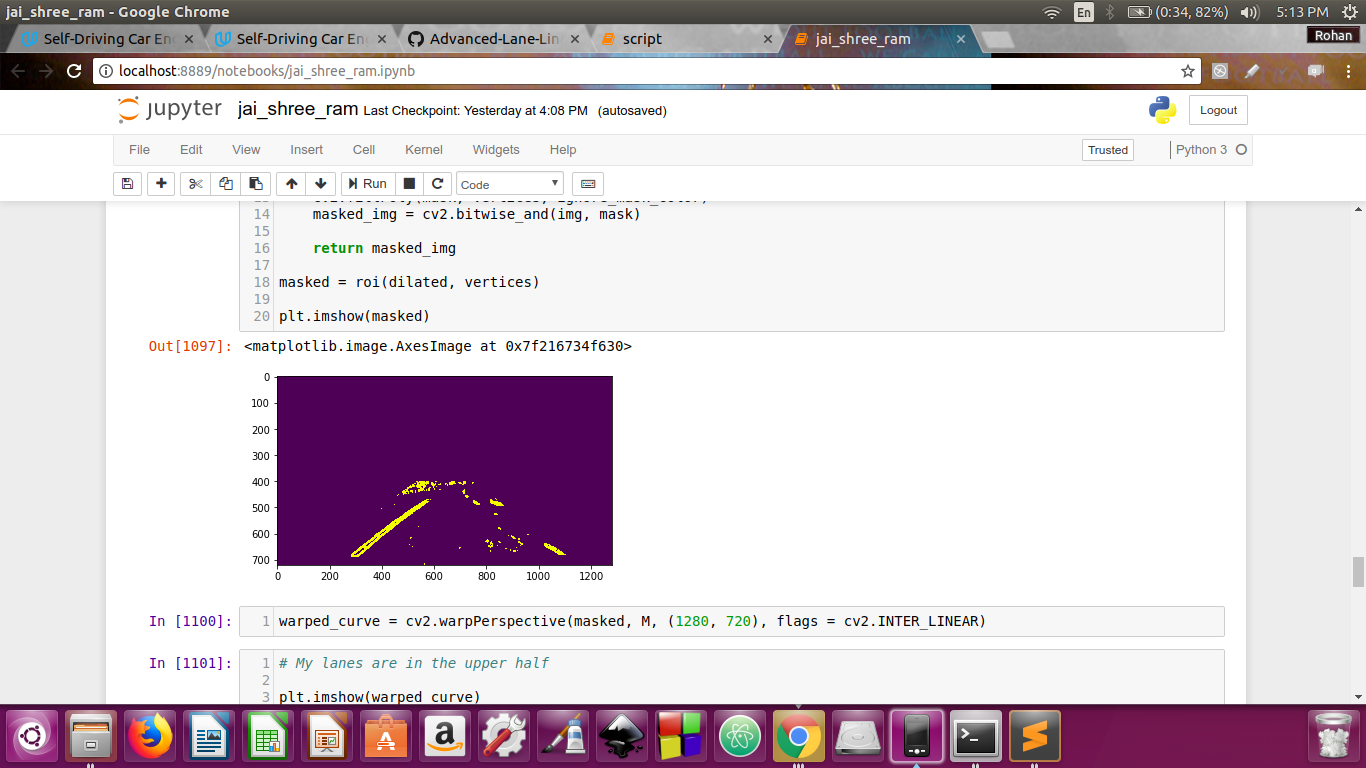 jai_shree_ram - Google Chrome
En
(0:34, 82%)
5:13 PM
Self-Driving Car En
Self-Driving Car En
Advanced-Lane-Lin
script
jai_shree_ram
Rohan
localhost:8889/notebooks/jai_shree_ram.ipynb
jupyter
jai_shree_ram
Last Checkpoint: Yesterday at 4:08 PM (autosaved)
Logout
File Edit View Insert Cell Kernel Widgets Help
Trusted
Python 3
Run
Code
14 masked_img = cv2.bitwise_and(img, mask)
15
16 return masked_img
17
18 masked = roi(dilated, vertices)
19
20 plt.imshow(masked)
Out[1097]: <matplotlib.image.AxesImage at 0x7f216734f630>
0
100
200
300
400
500
600
700
0 200 400 600 800 1000 1200
In [1100]: 1 warped_curve = cv2.warpPerspective(masked, M, (1280, 720), flags = cv2.INTER_LINEAR)
In [1101]: 1 # My lanes are in the upper half
2
3 plt.imshow(warped_curve)